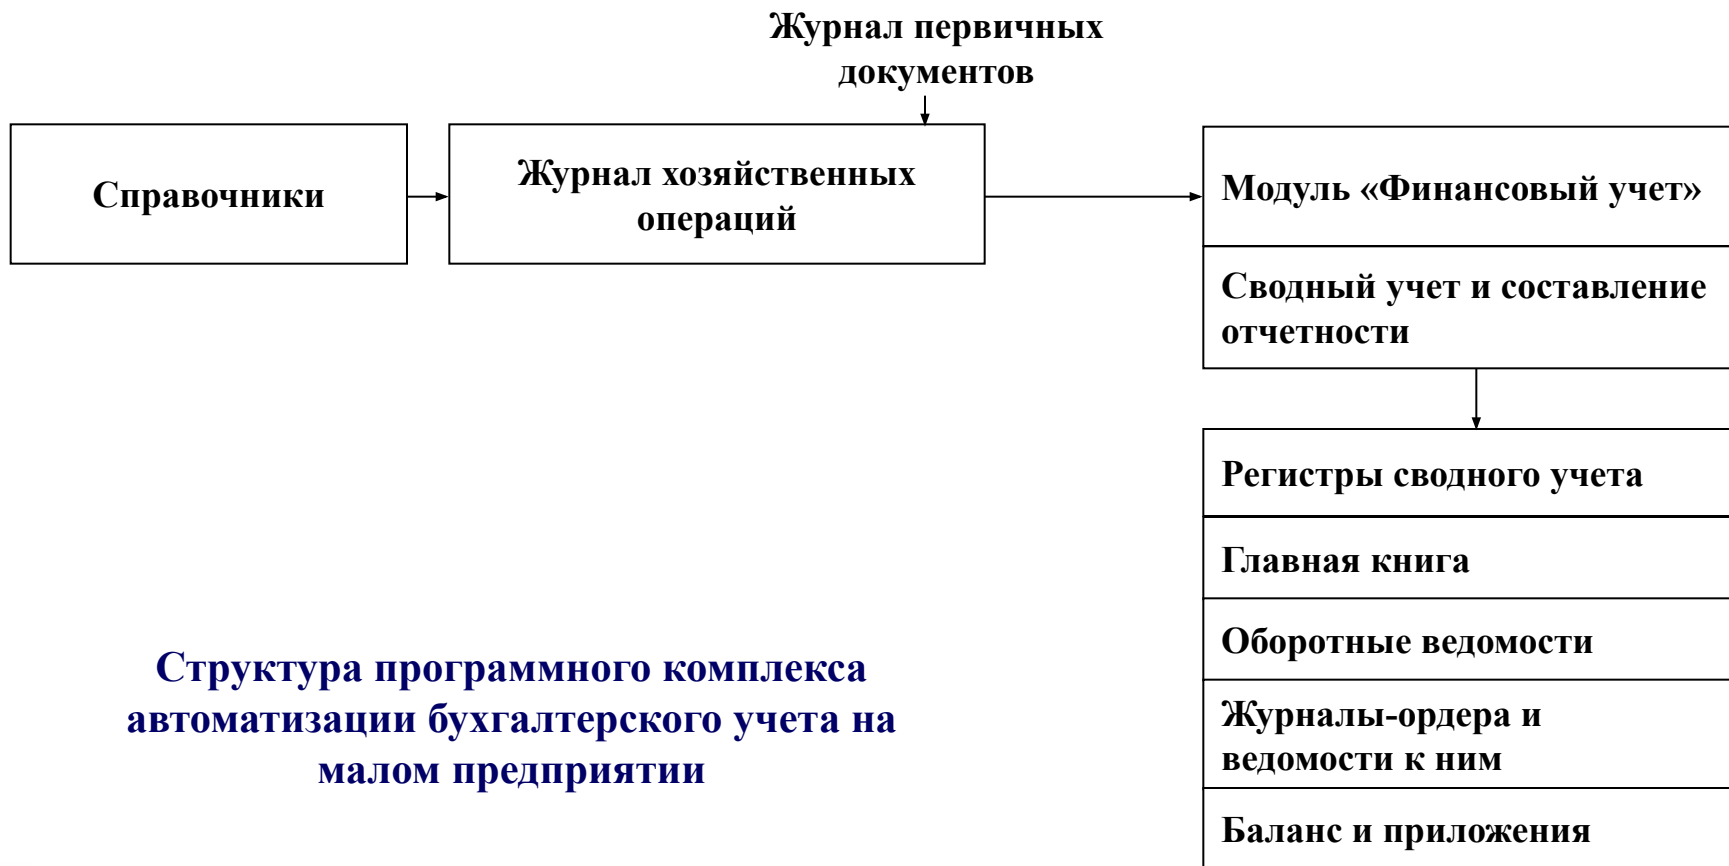 Журнал первичных
документов
Справочники
Журнал хозяйственных
операций
Модуль «Финансовый учет»
Сводный учет и составление
отчетности
Регистры сводного учета
Главная книга
Оборотные ведомости
Журналы-ордера и
ведомости к ним
Баланс и приложения
Структура программного комплекса
автоматизации бухгалтерского учета на
малом предприятии